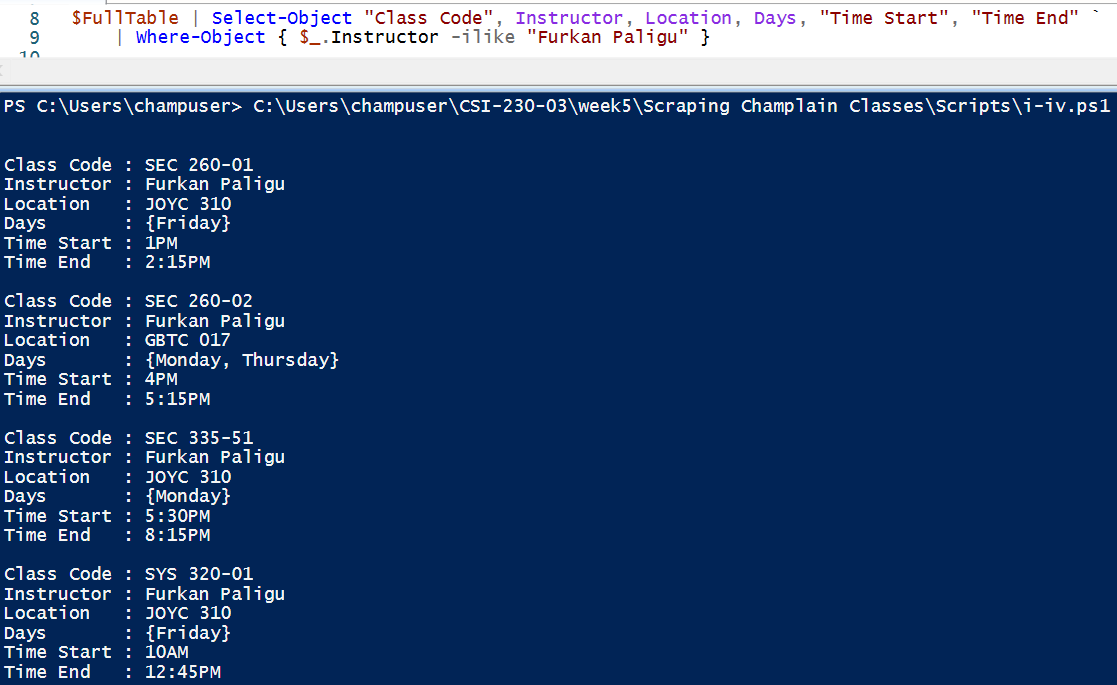 8 $FullTable | Select-Object "Class Code", Instructor, Location, Days, "Time Start", "Time End" `
9 | Where-Object { $_.Instructor -ilike "Furkan Paligu" }
10
PS C:\Users\champuser> C:\Users\champuser\CSI-230-03\week5\Scraping Champlain Classes\Scripts\i-iv.ps1
Class Code : SEC 260-01
Instructor : Furkan Paligu
Location : JOYC 310
Days : {Friday}
Time Start : 1PM
Time End : 2:15PM
Class Code : SEC 260-02
Instructor : Furkan Paligu
Location : GBTC 017
Days : {Monday, Thursday}
Time Start : 4PM
Time End : 5:15PM
Class Code : SEC 335-51
Instructor : Furkan Paligu
Location : JOYC 310
Days : {Monday}
Time Start : 5:30PM
Time End : 8:15PM
Class Code : SYS 320-01
Instructor : Furkan Paligu
Location : JOYC 310
Days : {Friday}
Time Start : 10AM
Time End : 12:45PM